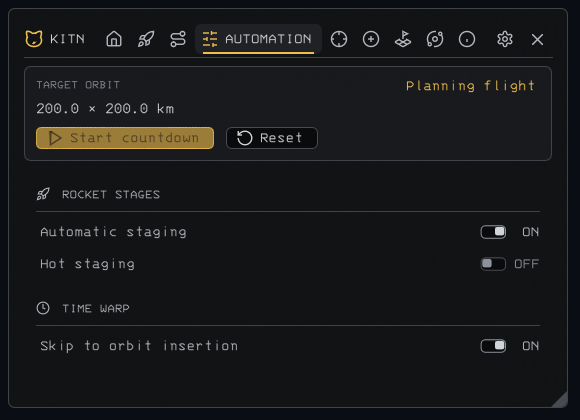 KITN AUTOMATION
TARGET ORBIT Planning flight
200.0 × 200.0 km
Start countdown Reset
ROCKET STAGES
Automatic staging ON
Hot staging OFF
TIME WARP
Skip to orbit insertion ON